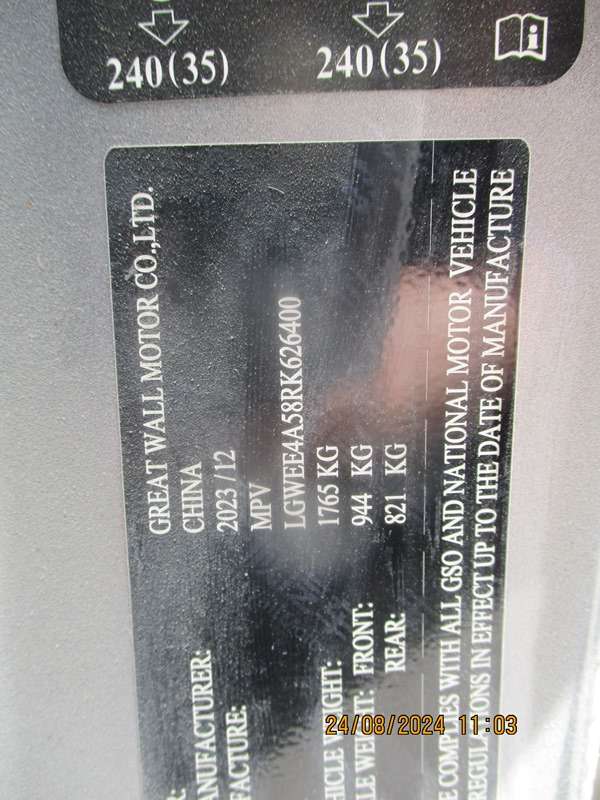 240(35) 240(35)
GREAT WALL MOTOR CO.,LTD.
CHINA
MANUFACTURER: 2023/12
MPV
LGWEE4A58RK626400
1765 KG
FRONT: 944 KG
REAR: 821 KG
COMPLIES WITH ALL GSO AND NATIONAL MOTOR VEHICLE
REGULATIONS IN EFFECT UP TO THE DATE OF MANUFACTURE
24/08/2024 11:03